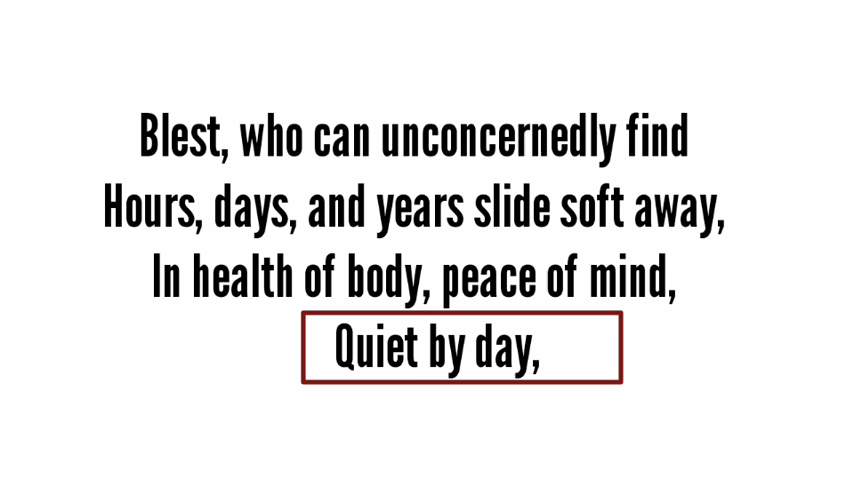 Blest, who can unconcernedly find
Hours, days, and years slide soft away,
In health of body, peace of mind,
Quiet by day,